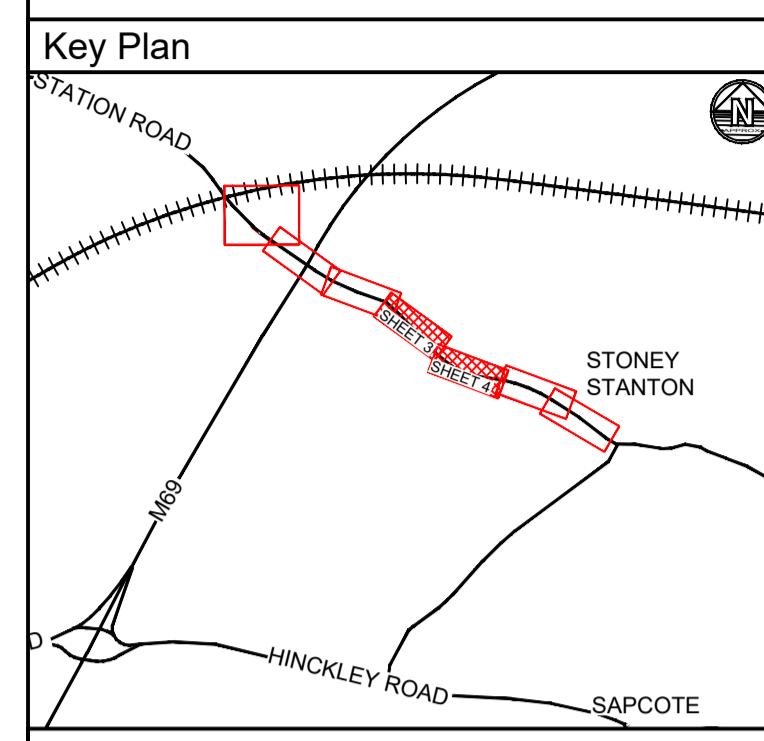 Key Plan
STATION ROAD
N
APPROX
SHEET 3
SHEET 4
STONEY
STANTON
M69
D
HINCKLEY ROAD
SAPCOTE